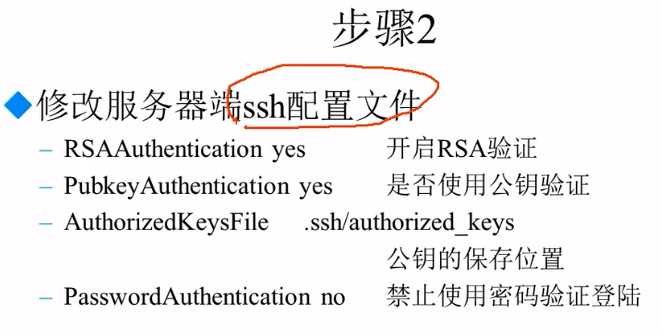 步骤2
修改服务器端ssh配置文件
– RSAAuthentication yes 开启RSA验证
– PubkeyAuthentication yes 是否使用公钥验证
– AuthorizedKeysFile .ssh/authorized_keys
公钥的保存位置
– PasswordAuthentication no 禁止使用密码验证登陆